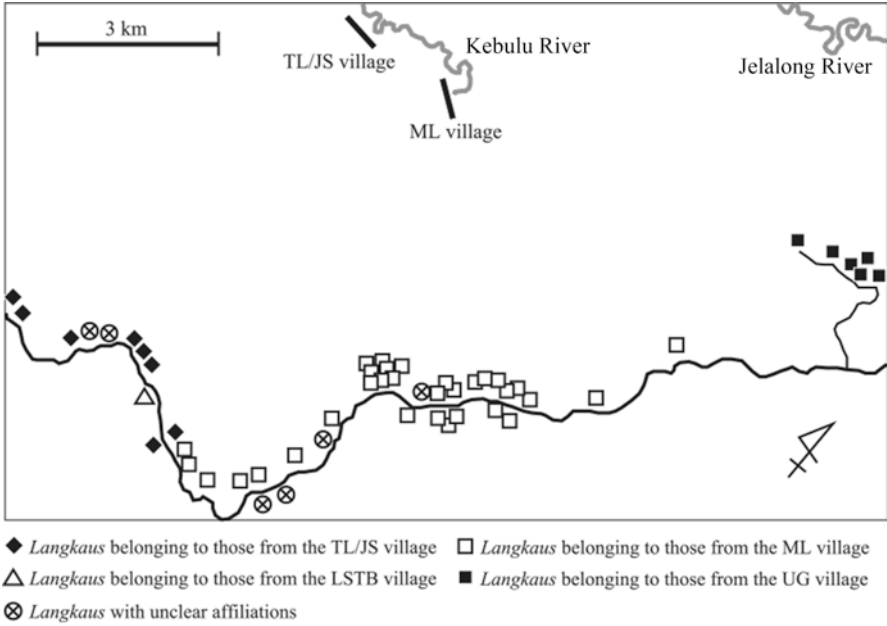 3 km
Kebulu River
TL/JS village
Jelalong River
ML village
Langkaus belonging to those from the TL/JS village
Langkaus belonging to those from the ML village
Langkaus belonging to those from the LSTB village
Langkaus belonging to those from the UG village
Langkaus with unclear affiliations